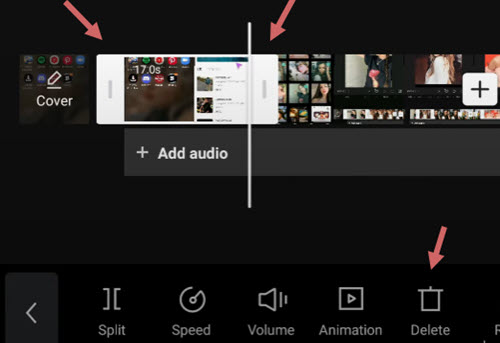 17.0s
Cover
+ Add audio
Split
Speed
Volume
Animation
Delete